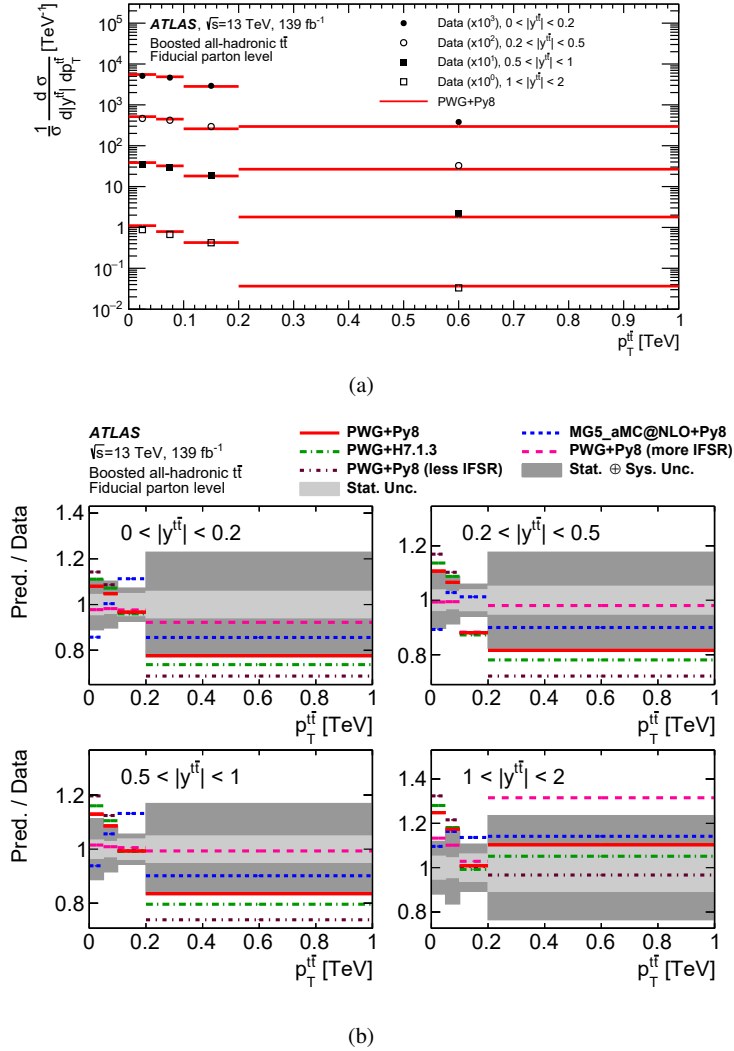 ATLAS, √s=13 TeV, 139 fb⁻¹
Boosted all-hadronic tt̄
Fiducial parton level
Data (x10³), 0 < |y^{tt̄}| < 0.2
Data (x10²), 0.2 < |y^{tt̄}| < 0.5
Data (x10¹), 0.5 < |y^{tt̄}| < 1
Data (x10⁰), 1 < |y^{tt̄}| < 2
PWG+Py8
1/σ d σ / d|y^{tt̄}| dp_T^{tt̄} [TeV⁻¹]
10⁵
10⁴
10³
10²
10
1
10⁻¹
10⁻²
0 0.1 0.2 0.3 0.4 0.5 0.6 0.7 0.8 0.9 1
p_T^{tt̄} [TeV]
(a)
ATLAS
√s=13 TeV, 139 fb⁻¹
Boosted all-hadronic tt̄
Fiducial parton level
PWG+Py8
PWG+H7.1.3
PWG+Py8 (less IFSR)
Stat. Unc.
MG5_aMC@NLO+Py8
PWG+Py8 (more IFSR)
Stat. ⊕ Sys. Unc.
Pred. / Data
0 < |y^{tt̄}| < 0.2
1.4
1.2
1
0.8
0 0.2 0.4 0.6 0.8 1
p_T^{tt̄} [TeV]
0.2 < |y^{tt̄}| < 0.5
1.2
1
0.8
0 0.2 0.4 0.6 0.8 1
p_T^{tt̄} [TeV]
Pred. / Data
0.5 < |y^{tt̄}| < 1
1.2
1
0.8
0 0.2 0.4 0.6 0.8 1
p_T^{tt̄} [TeV]
1 < |y^{tt̄}| < 2
1.4
1.2
1
0.8
0 0.2 0.4 0.6 0.8 1
p_T^{tt̄} [TeV]
(b)